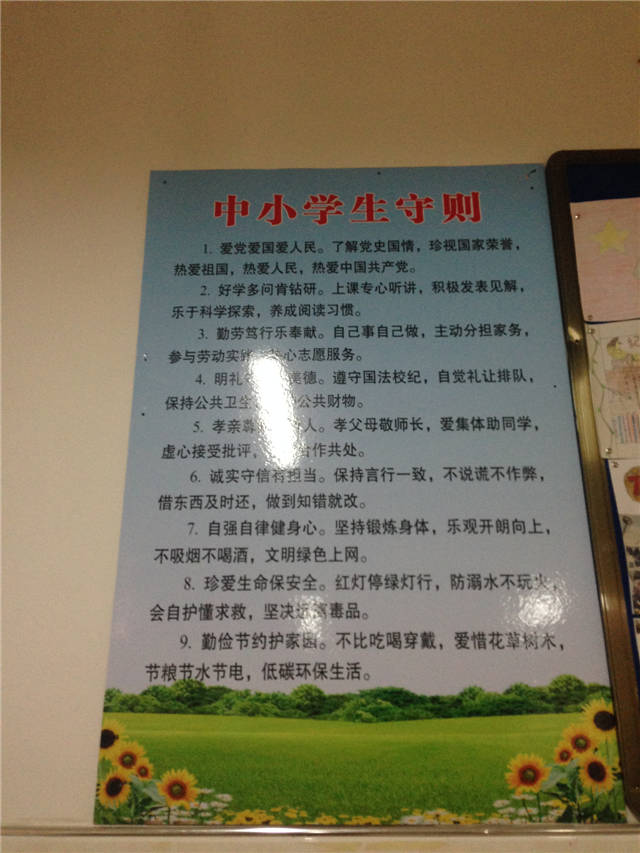 中小学生守则
1. 爱党爱国爱人民。了解党史国情，珍视国家荣誉，
热爱祖国，热爱人民，热爱中国共产党。
2. 好学多问肯钻研。上课专心听讲，积极发表见解，
乐于科学探索，养成阅读习惯。
3. 勤劳笃行乐奉献。自己事自己做，主动分担家务，
参与劳动实践 心志愿服务。
4. 明礼 美德。遵守国法校纪，自觉礼让排队，
保持公共卫生 公共财物。
5. 孝亲尊 人。孝父母敬师长，爱集体助同学，
虚心接受批评， 合作共处。
6. 诚实守信有担当。保持言行一致，不说谎不作弊，
借东西及时还，做到知错就改。
7. 自强自律健身心。坚持锻炼身体，乐观开朗向上，
不吸烟不喝酒，文明绿色上网。
8. 珍爱生命保安全。红灯停绿灯行，防溺水不玩火，
会自护懂求救，坚决远离毒品。
9. 勤俭节约护家园。不比吃喝穿戴，爱惜花草树木，
节粮节水节电，低碳环保生活。